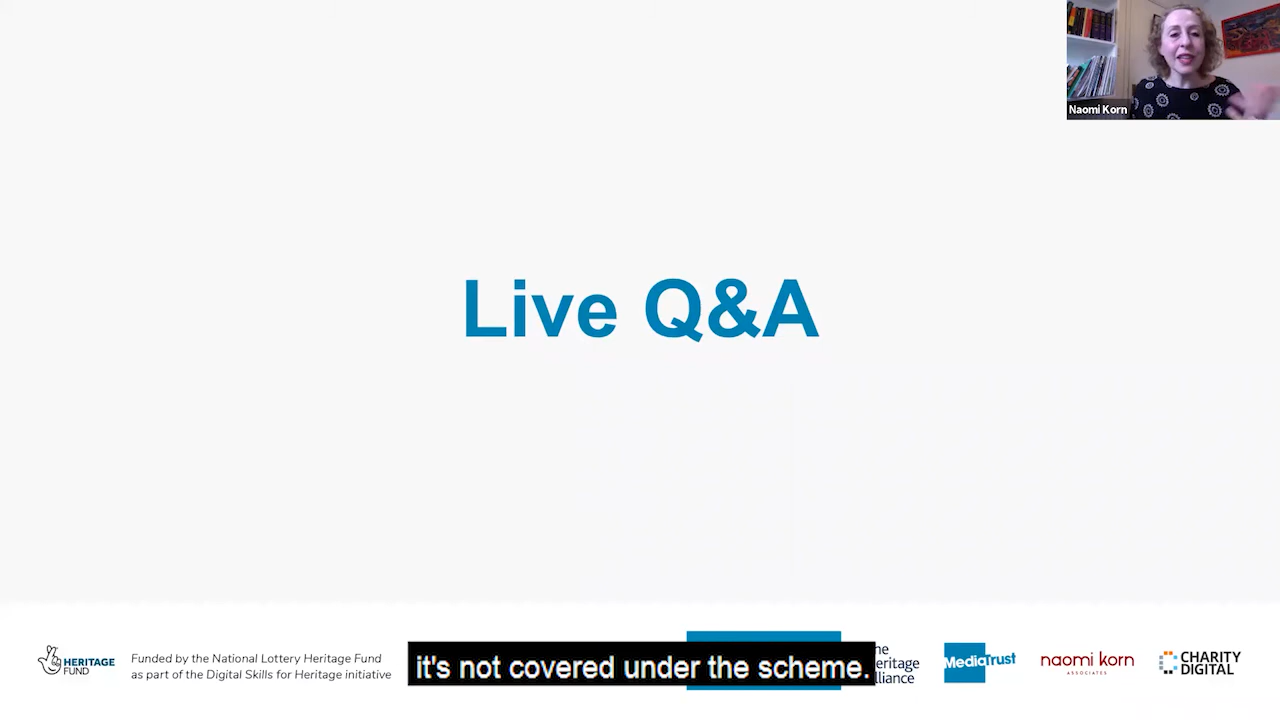 Naomi Korn
Live Q&A
HERITAGE
FUND
Funded by the National Lottery Heritage Fund
as part of the Digital Skills for Heritage initiative
it's not covered under the scheme.
MediaTrust
naomi korn
ASSOCIATES
CHARITY
DIGITAL